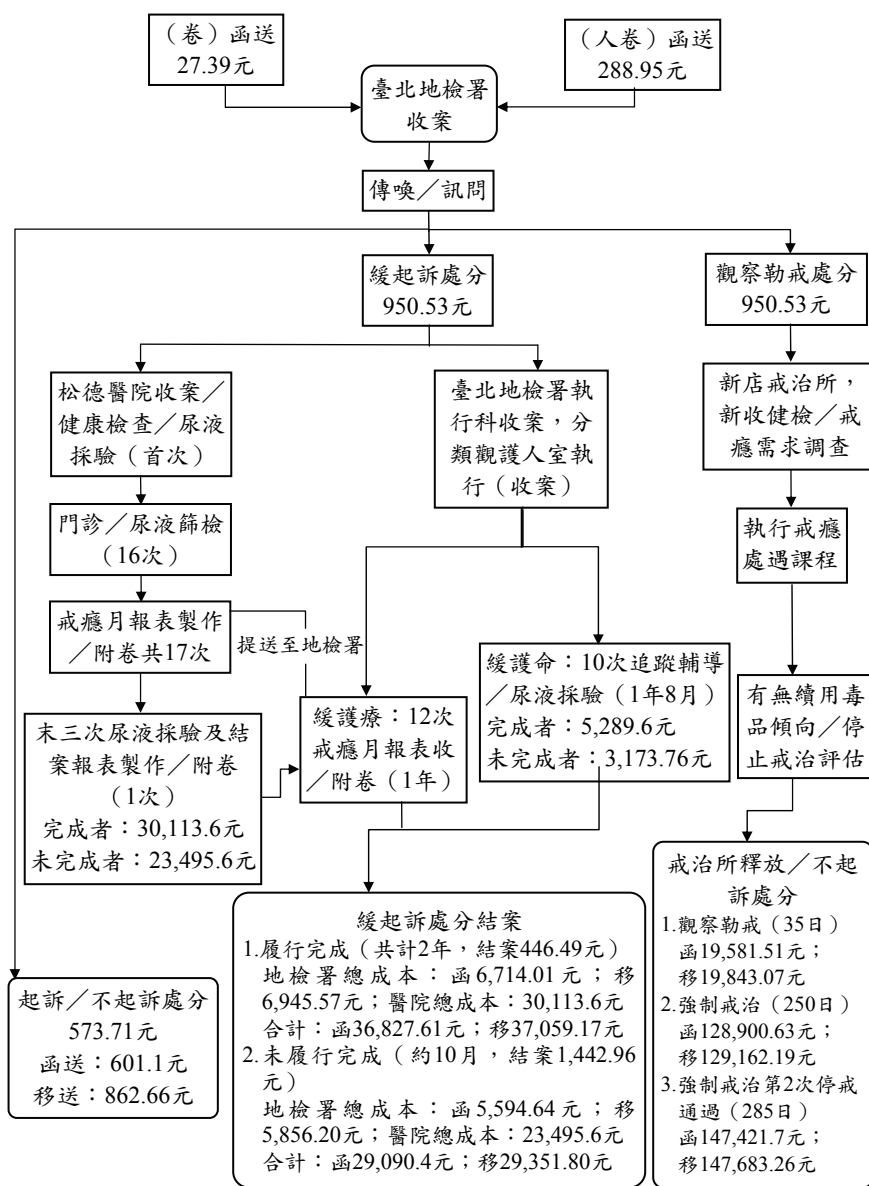 （卷）函送
27.39元
（人卷）函送
288.95元
臺北地檢署
收案
傳喚／訊問
緩起訴處分
950.53元
觀察勒戒處分
950.53元
松德醫院收案／
健康檢查／尿液
採驗（首次）
臺北地檢署執
行科收案，分
類觀護人室執
行（收案）
新店戒治所，
新收健檢／戒
癮需求調查
門診／尿液篩檢
（16次）
執行戒癮
處遇課程
戒癮月報表製作
／附卷共17次
提送至地檢署
緩護命：10次追蹤輔導
／尿液採驗（1年8月）
完成者：5,289.6元
未完成者：3,173.76元
有無續用毒
品傾向／停
止戒治評估
緩護療：12次
戒癮月報表收
／附卷（1年）
末三次尿液採驗及結
案報表製作／附卷
（1次）
完成者：30,113.6元
未完成者：23,495.6元
起訴／不起訴處分
573.71元
函送：601.1元
移送：862.66元
緩起訴處分結案
1.履行完成（共計2年，結案446.49元）
地檢署總成本：函6,714.01元；移
6,945.57元；醫院總成本：30,113.6元
合計：函36,827.61元；移37,059.17元
2.未履行完成（約10月，結案1,442.96
元）
地檢署總成本：函5,594.64元；移
5,856.20元；醫院總成本：23,495.6元
合計：函29,090.4元；移29,351.80元
戒治所釋放／不起
訴處分
1.觀察勒戒（35日）
函19,581.51元；
移19,843.07元
2.強制戒治（250日）
函128,900.63元；
移129,162.19元
3.強制戒治第2次停戒
通過（285日）
函147,421.7元；
移147,683.26元